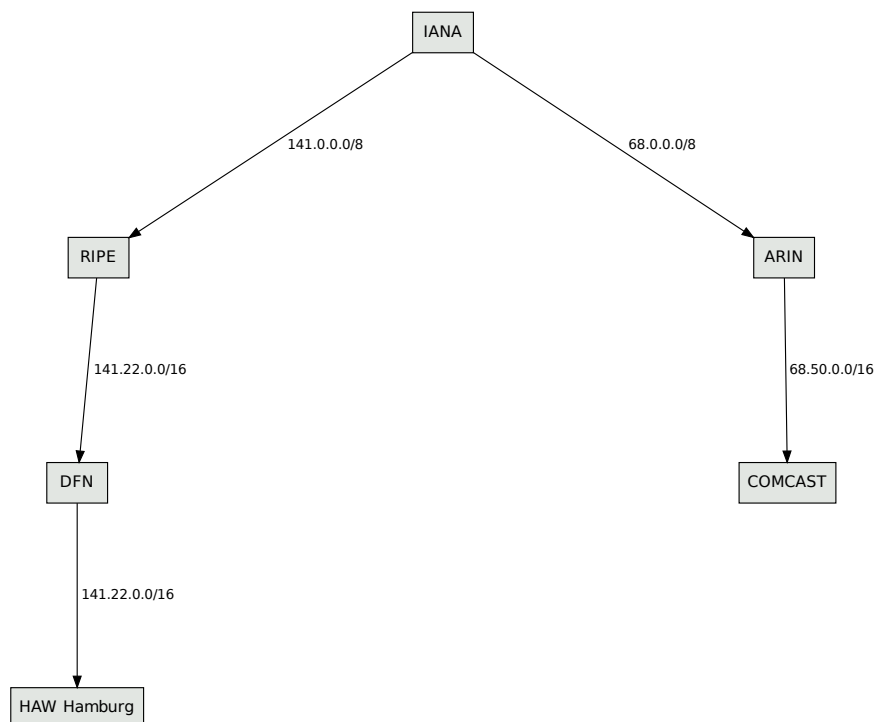 IANA
141.0.0.0/8
68.0.0.0/8
RIPE
ARIN
141.22.0.0/16
68.50.0.0/16
DFN
COMCAST
141.22.0.0/16
HAW Hamburg